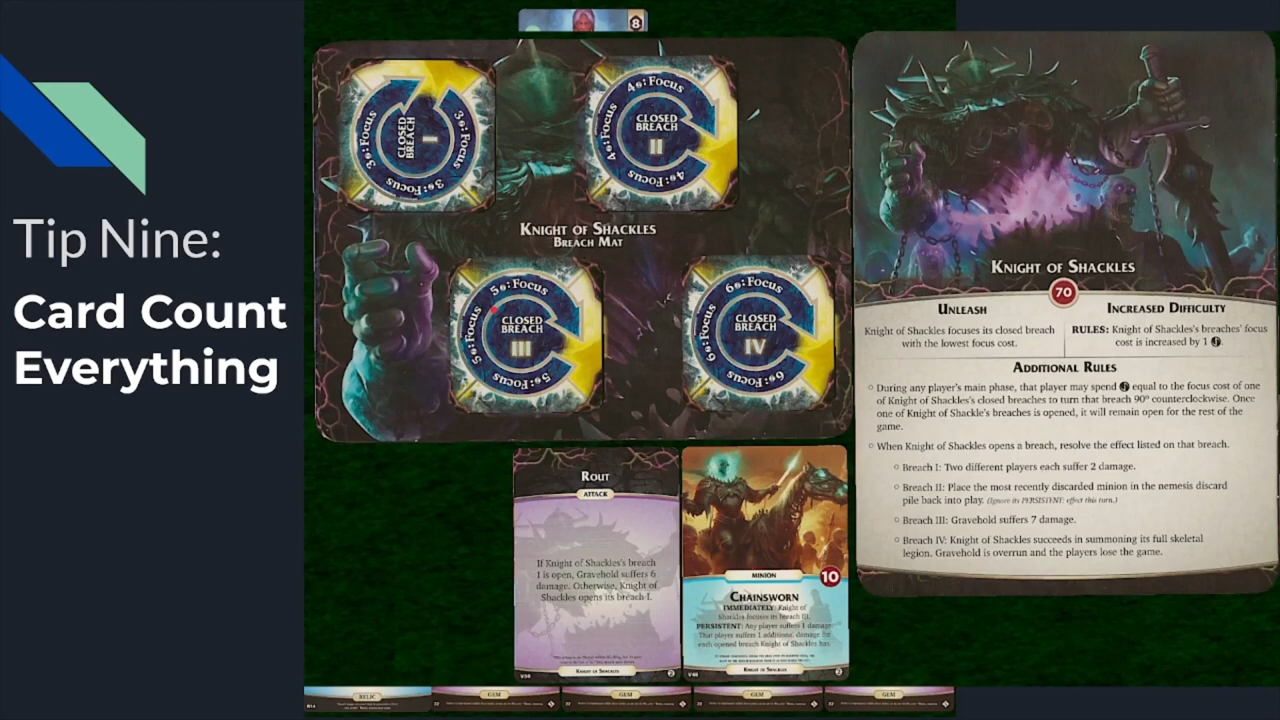 Tip Nine:
Card Count
Everything
8
3: Focus
3: Focus
3: Focus
CLOSED
BREACH
I
4: Focus
4: Focus
4: Focus
4: Focus
CLOSED
BREACH
II
KNIGHT OF SHACKLES
BREACH MAT
5: Focus
5: Focus
5: Focus
CLOSED
BREACH
III
6: Focus
6: Focus
6: Focus
CLOSED
BREACH
IV
KNIGHT OF SHACKLES
70
UNLEASH
Knight of Shackles focuses its closed breach
with the lowest focus cost.
INCREASED DIFFICULTY
RULES: Knight of Shackles's breaches' focus
cost is increased by 1 .
ADDITIONAL RULES
During any player's main phase, that player may spend equal to the focus cost of one
of Knight of Shackles's closed breaches to turn that breach 90° counterclockwise. Once
one of Knight of Shackle's breaches is opened, it will remain open for the rest of the
game.
When Knight of Shackles opens a breach, resolve the effect listed on that breach.
Breach I: Two different players each suffer 2 damage.
Breach II: Place the most recently discarded minion in the nemesis discard
pile back into play. (Ignore its PERSISTENT: effect this turn.)
Breach III: Gravehold suffers 7 damage.
Breach IV: Knight of Shackles succeeds in summoning its full skeletal
legion. Gravehold is overrun and the players lose the game.
ROUT
ATTACK
If Knight of Shackles's breach
1 is open, Gravehold suffers 6
damage. Otherwise, Knight of
Shackles opens its breach I.
KNIGHT OF SHACKLES
2
MINION
10
CHAINSWORN
IMMEDIATELY: Knight of
Shackles focuses its breach III.
PERSISTENT: Any player suffers 1 damage.
That player suffers 1 additional damage for
each opened breach Knight of Shackles has.
KNIGHT OF SHACKLES
2
RELIC
GEM
GEM
GEM
GEM